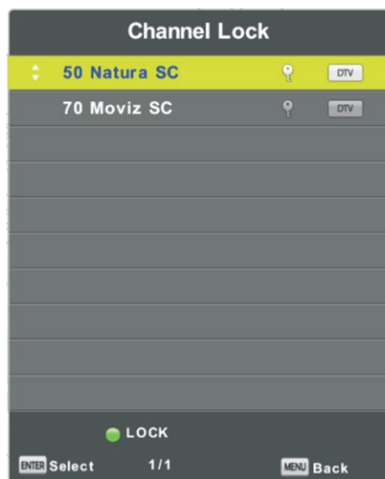 Channel Lock
50 Natura SC DTV
70 Moviz SC DTV
LOCK
ENTER Select 1/1 MENU Back